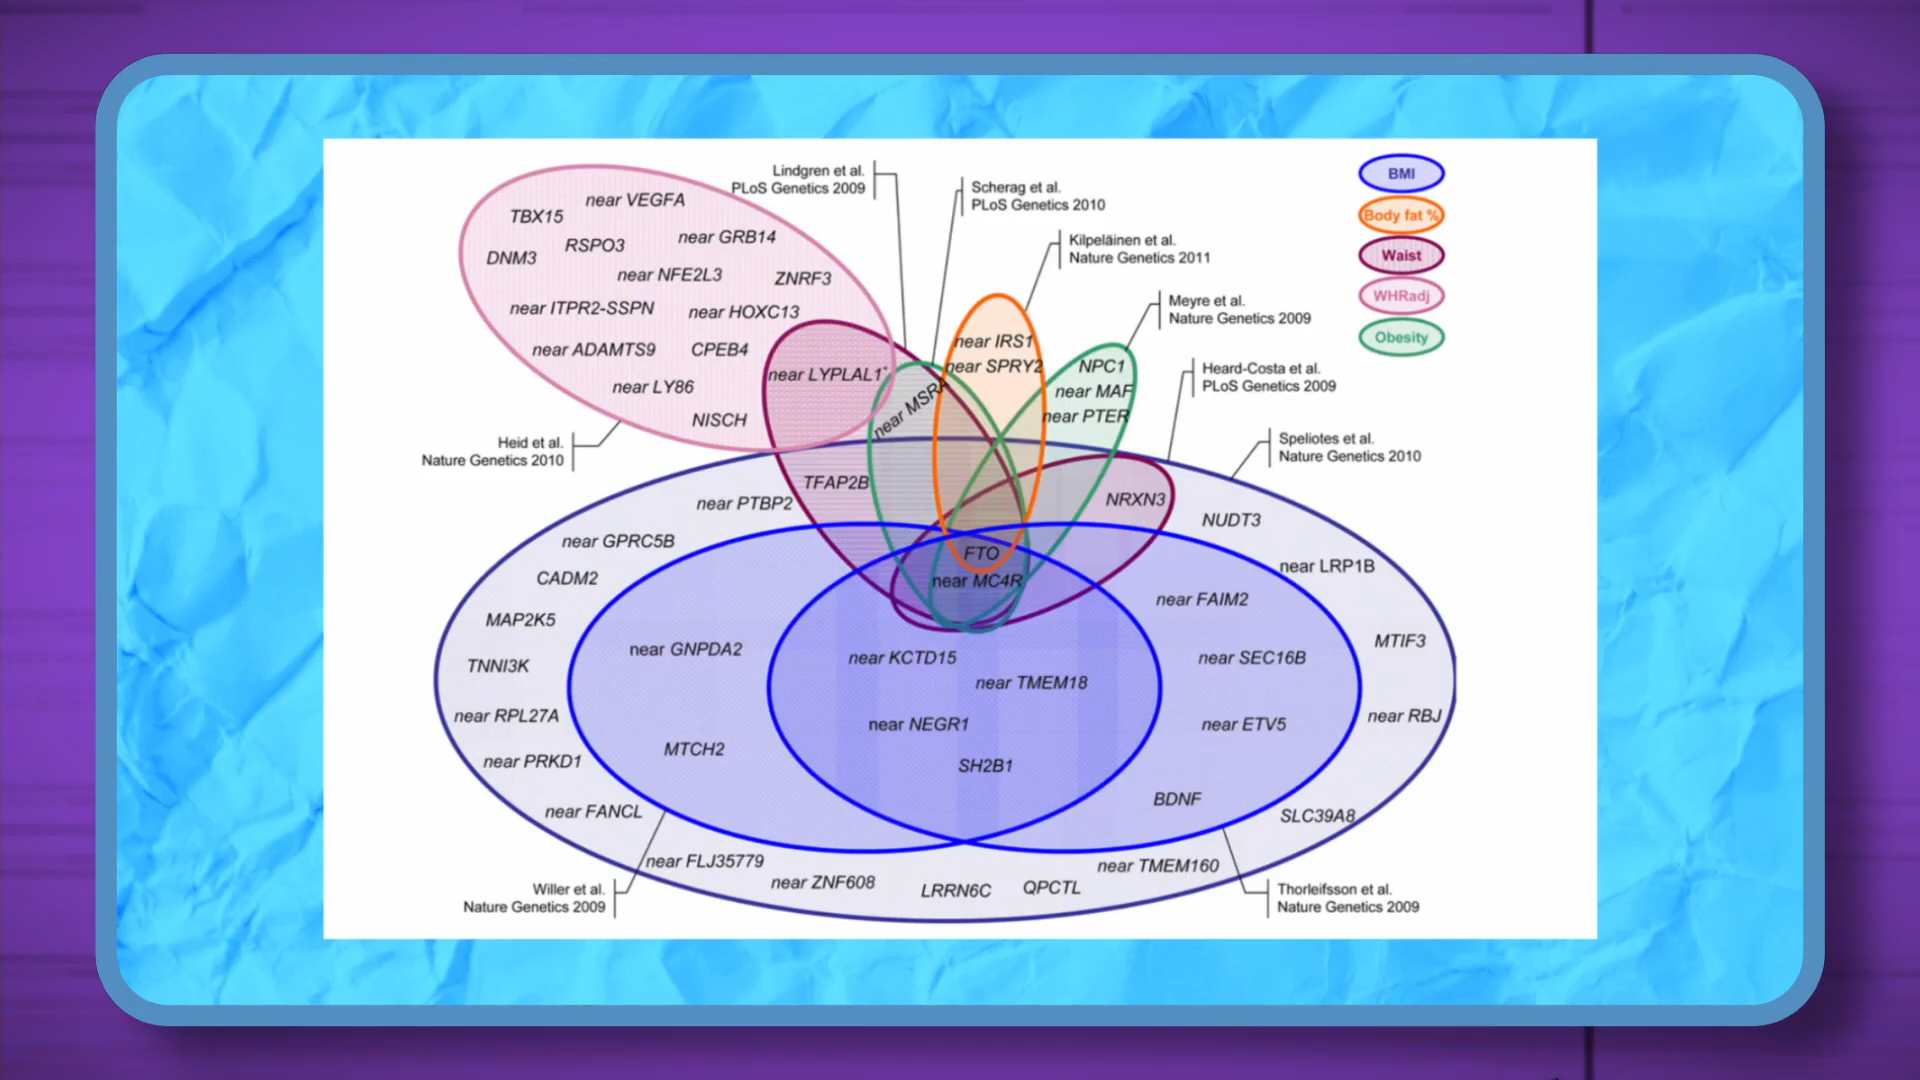 Lindgren et al.
PLoS Genetics 2009
Scherag et al.
PLoS Genetics 2010
Kilpeläinen et al.
Nature Genetics 2011
Meyre et al.
Nature Genetics 2009
Heard-Costa et al.
PLoS Genetics 2009
Speliotes et al.
Nature Genetics 2010
BMI
Body fat %
Waist
WHRadj
Obesity
near VEGFA
TBX15
near GRB14
RSPO3
DNM3
near NFE2L3
ZNRF3
near ITPR2-SSPN
near HOXC13
near ADAMTS9
CPEB4
near LYPLAL1*
near LY86
NISCH
Heid et al.
Nature Genetics 2010
near MSRA
near IRS1
near SPRY2
NPC1
near MAF
near PTER
TFAP2B
near PTBP2
NRXN3
NUDT3
near GPRC5B
FTO
near LRP1B
CADM2
near MC4R
near FAIM2
MAP2K5
MTIF3
near GNPDA2
near KCTD15
near SEC16B
TNNI3K
near TMEM18
near RPL27A
near NEGR1
near ETV5
near RBJ
MTCH2
near PRKD1
SH2B1
BDNF
near FANCL
SLC39A8
near FLJ35779
near TMEM160
near ZNF608
LRRN6C
QPCTL
Willer et al.
Nature Genetics 2009
Thorleifsson et al.
Nature Genetics 2009